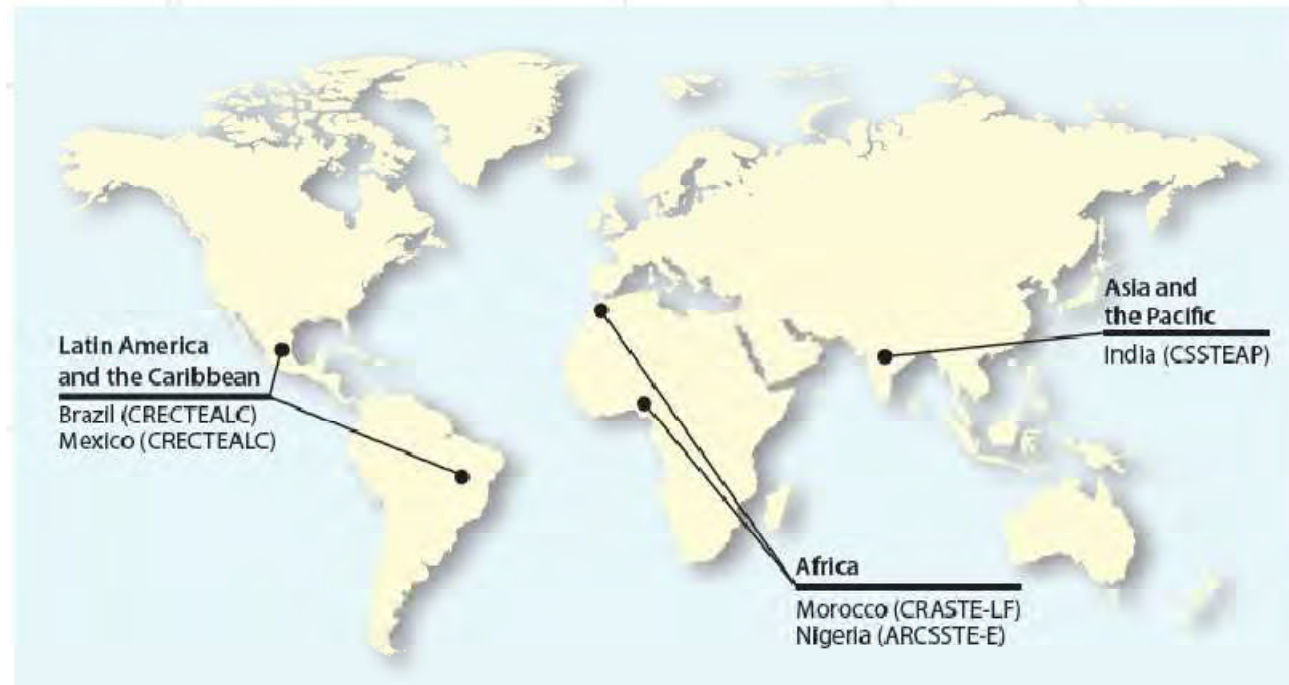 Latin America
and the Caribbean
Brazil (CRECTEALC)
Mexico (CRECTEALC)
Asia and
the Pacific
India (CSSTEAP)
Africa
Morocco (CRASTE-LF)
Nigeria (ARCSSTE-E)